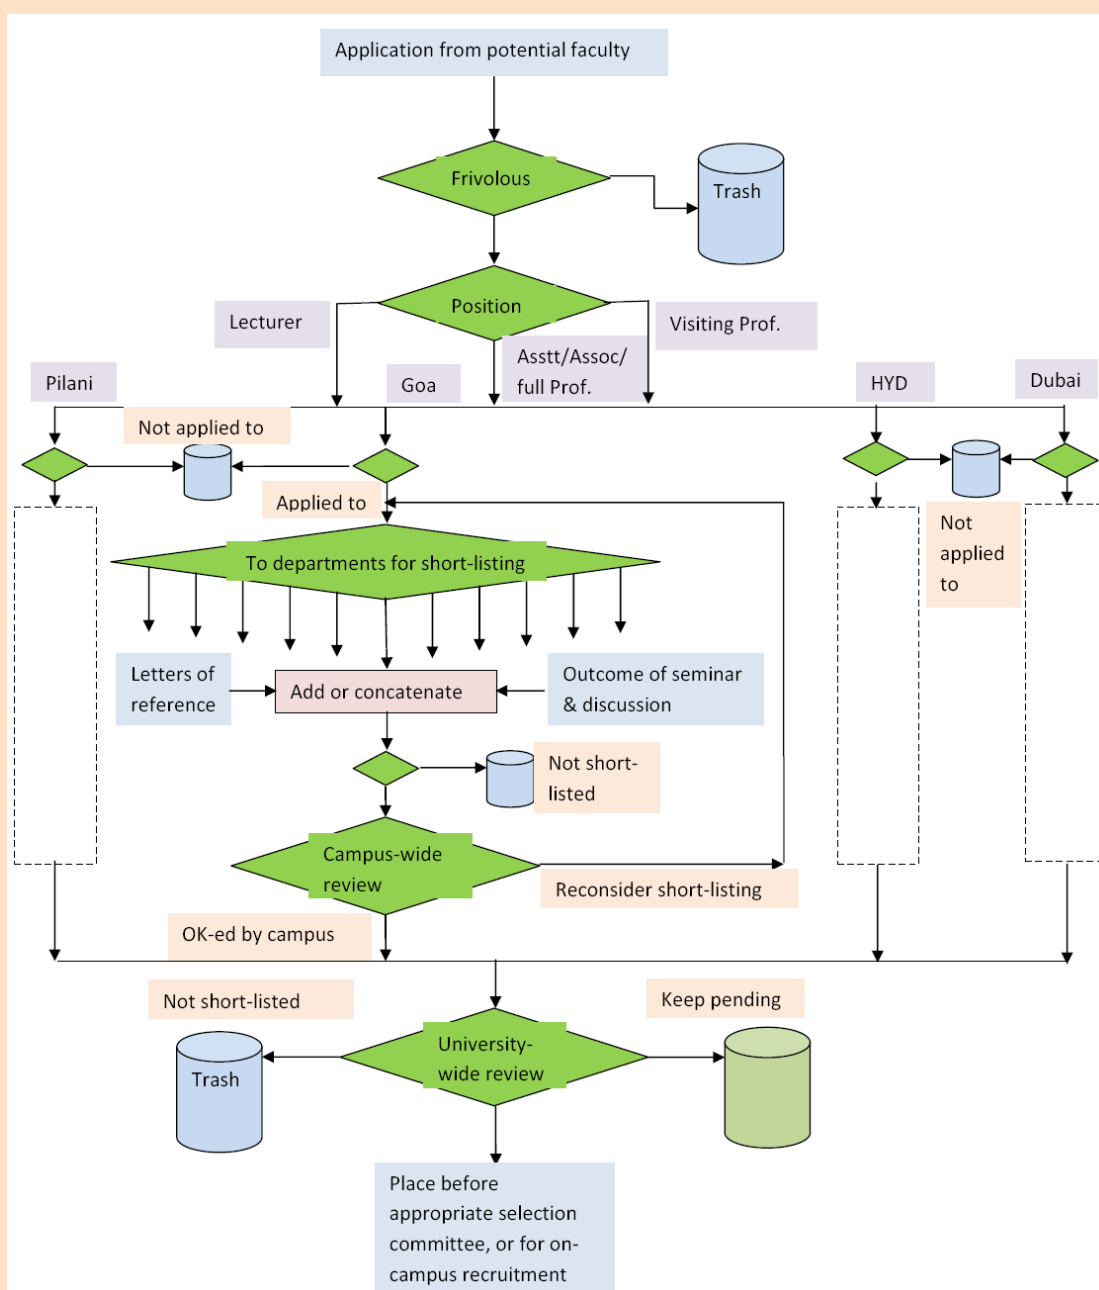 Application from potential faculty
Frivolous
Trash
Position
Lecturer
Visiting Prof.
Asstt/Assoc/
full Prof.
Pilani
Goa
HYD
Dubai
Not applied to
Applied to
Not
applied
to
To departments for short-listing
Letters of
reference
Add or concatenate
Outcome of seminar
& discussion
Not short-
listed
Campus-wide
review
Reconsider short-listing
OK-ed by campus
Not short-listed
Keep pending
University-
wide review
Trash
Place before
appropriate selection
committee, or for on-
campus recruitment